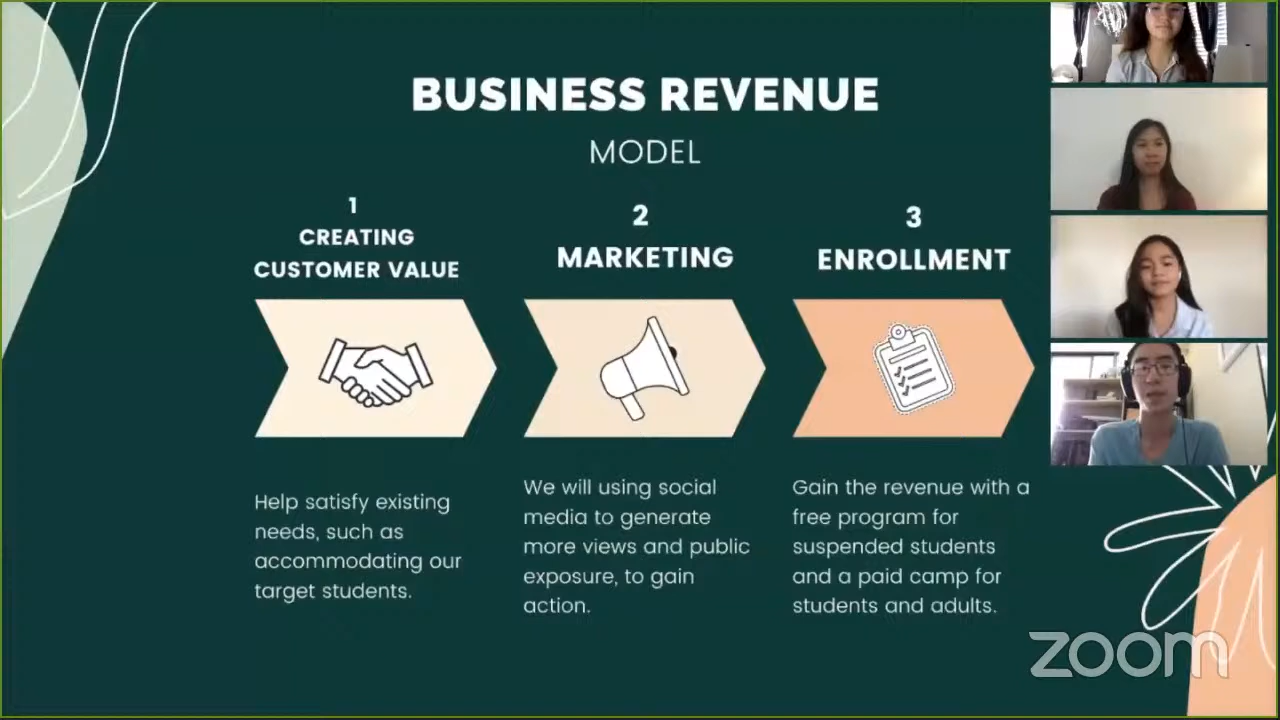 BUSINESS REVENUE
MODEL
1
CREATING
CUSTOMER VALUE
Help satisfy existing
needs, such as
accommodating our
target students.
2
MARKETING
We will using social
media to generate
more views and public
exposure, to gain
action.
3
ENROLLMENT
Gain the revenue with a
free program for
suspended students
and a paid camp for
students and adults.
zoom